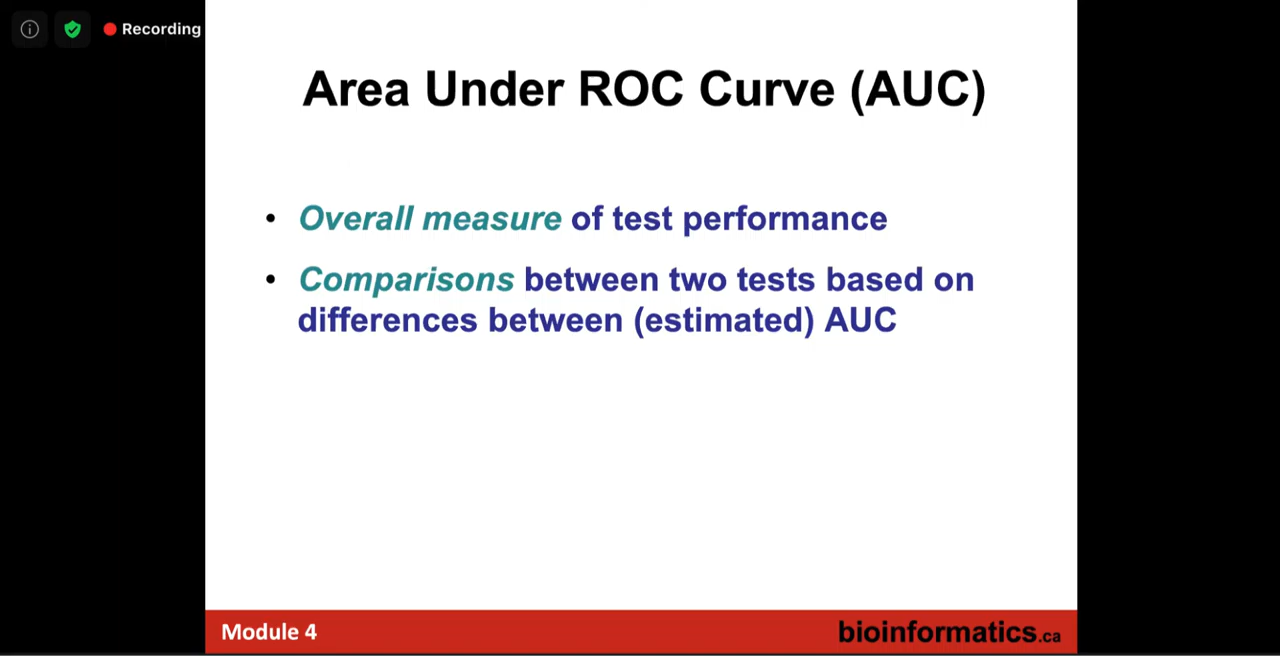 Recording
Area Under ROC Curve (AUC)
• Overall measure of test performance
• Comparisons between two tests based on
differences between (estimated) AUC
Module 4
bioinformatics.ca